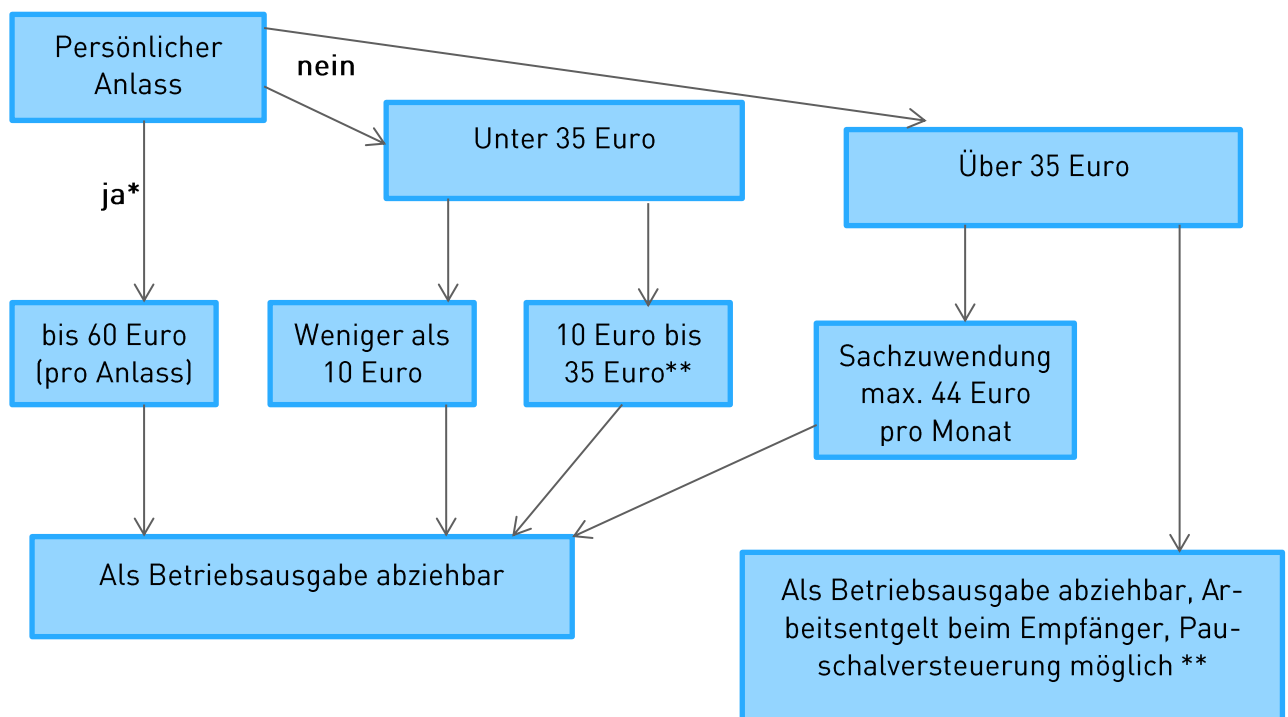 Persönlicher
Anlass
nein
Unter 35 Euro
Über 35 Euro
ja*
bis 60 Euro
(pro Anlass)
Weniger als
10 Euro
10 Euro bis
35 Euro**
Sachzuwendung
max. 44 Euro
pro Monat
Als Betriebsausgabe abziehbar
Als Betriebsausgabe abziehbar, Ar-
beitsentgelt beim Empfänger, Pau-
schalversteuerung möglich **